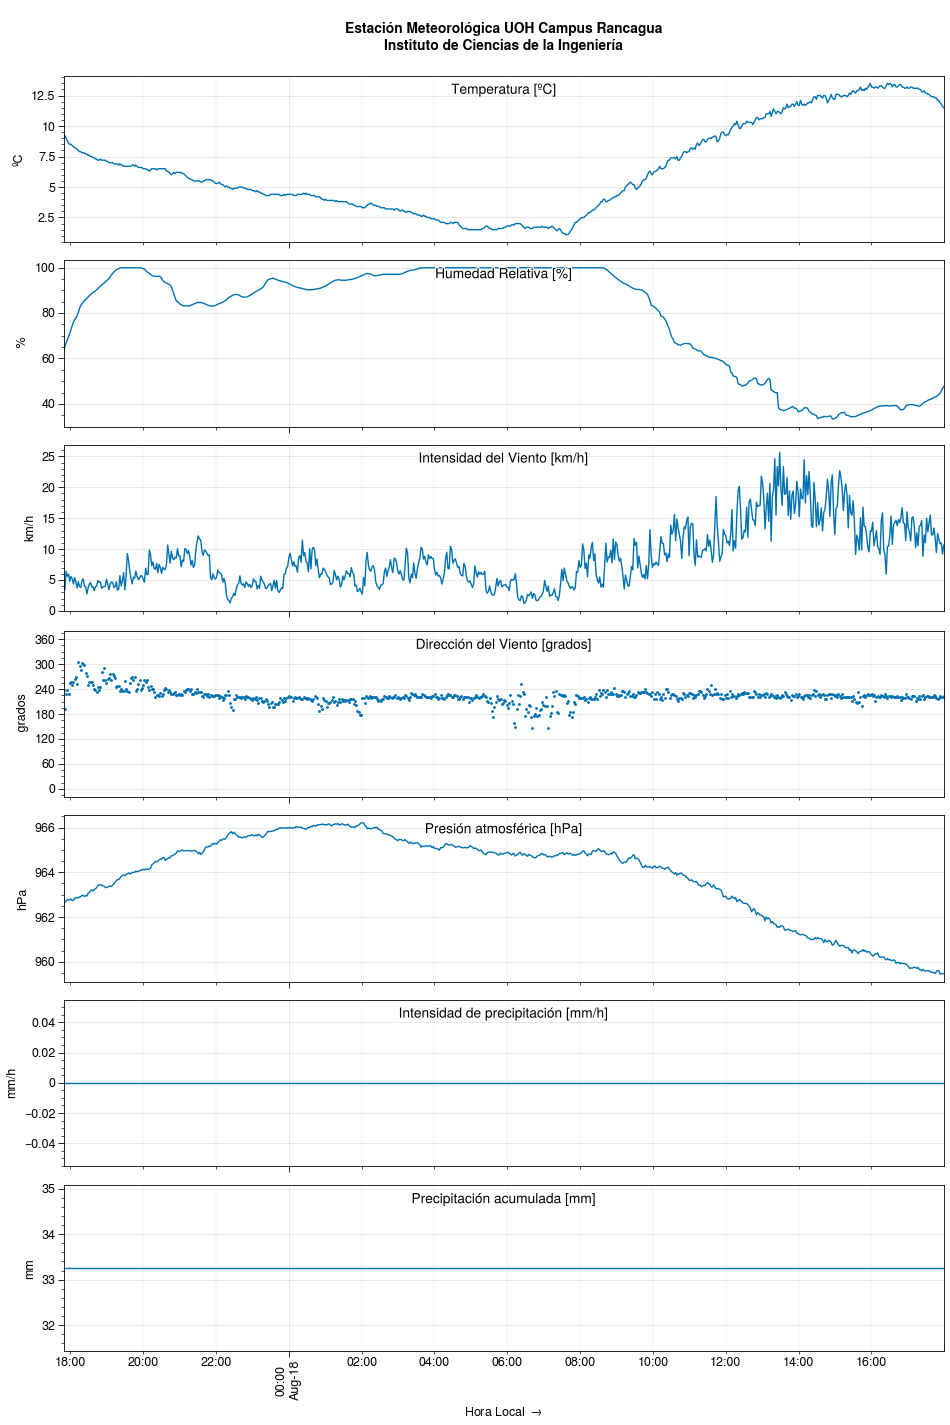 Estación Meteorológica UOH Campus Rancagua
Instituto de Ciencias de la Ingeniería
Temperatura [ºC]
12.5
10
7.5
5
2.5
ºC
Humedad Relativa [%]
100
80
60
40
%
Intensidad del Viento [km/h]
25
20
15
10
5
0
km/h
Dirección del Viento [grados]
360
300
240
180
120
60
0
grados
Presión atmosférica [hPa]
966
964
962
960
hPa
Intensidad de precipitación [mm/h]
0.04
0.02
0
−0.02
−0.04
mm/h
Precipitación acumulada [mm]
35
34
33
32
mm
18:00 20:00 22:00 00:00 02:00 04:00 06:00 08:00 10:00 12:00 14:00 16:00
Aug-18
Hora Local →